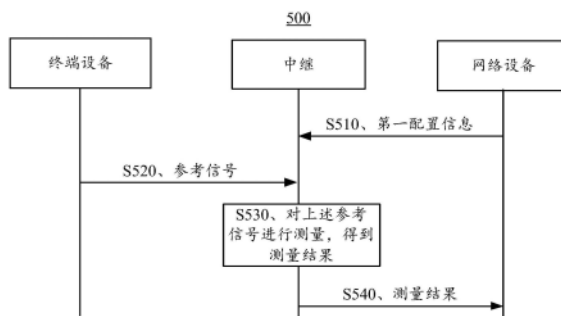 500
终端设备
中继
网络设备
S510、第一配置信息
S520、参考信号
S530、对上述参考
信号进行测量，得到
测量结果
S540、测量结果